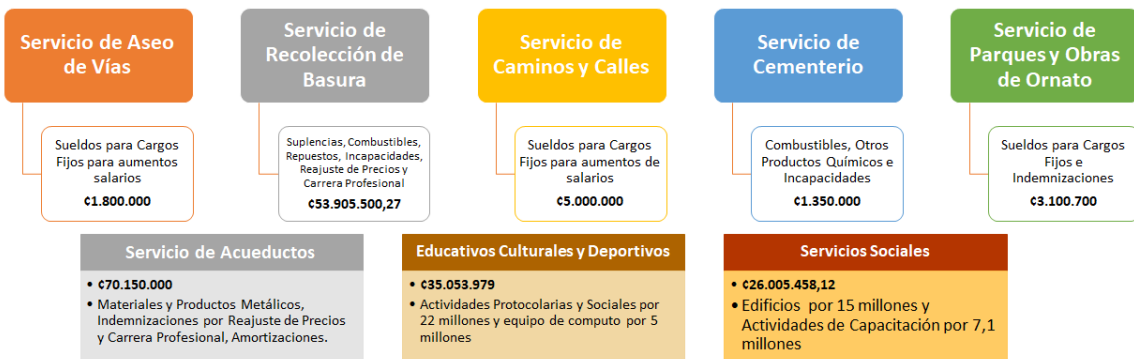 Servicio de Aseo
de Vías
Servicio de
Recolección de
Basura
Servicio de
Caminos y Calles
Servicio de
Cementerio
Servicio de
Parques y Obras
de Ornato
Sueldos para Cargos
Fijos para aumentos
salarios
¢1.800.000
Suplencias, Combustibles,
Repuestos, Incapacidades,
Reajuste de Precios y
Carrera Profesional
¢53.905.500,27
Sueldos para Cargos
Fijos para aumentos de
salarios
¢5.000.000
Combustibles, Otros
Productos Químicos e
Incapacidades
¢1.350.000
Sueldos para Cargos
Fijos e
Indemnizaciones
¢3.100.700
Servicio de Acueductos
• ¢70.150.000
• Materiales y Productos Metálicos,
Indemnizaciones por Reajuste de Precios
y Carrera Profesional, Amortizaciones.
Educativos Culturales y Deportivos
• ¢35.053.979
• Actividades Protocolarias y Sociales por
22 millones y equipo de computo por 5
millones
Servicios Sociales
• ¢26.005.458,12
• Edificios por 15 millones y
Actividades de Capacitación por 7,1
millones